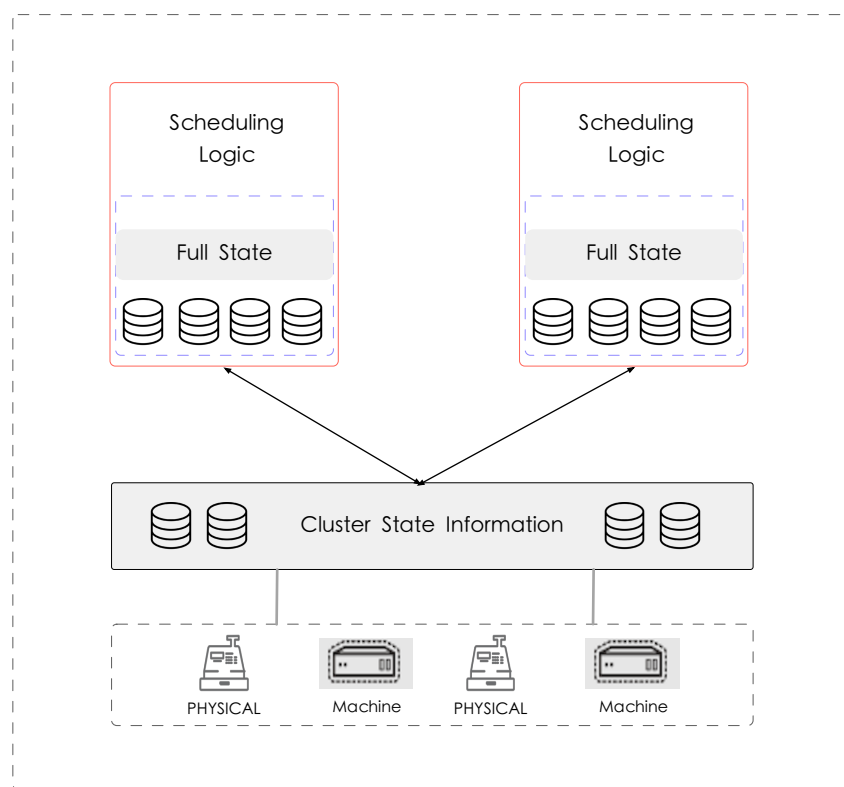 Scheduling
Logic
Scheduling
Logic
Full State
Full State
Cluster State Information
PHYSICAL
Machine
PHYSICAL
Machine